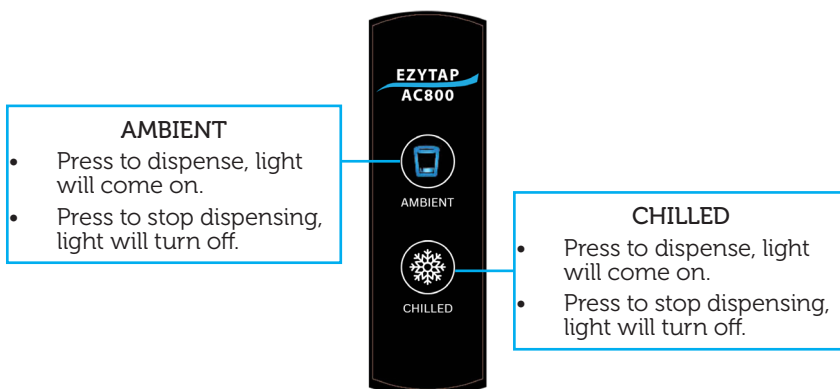 EZYTAP
AC800
AMBIENT
• Press to dispense, light
will come on.
• Press to stop dispensing,
light will turn off.
AMBIENT
CHILLED
• Press to dispense, light
will come on.
• Press to stop dispensing,
light will turn off.
CHILLED